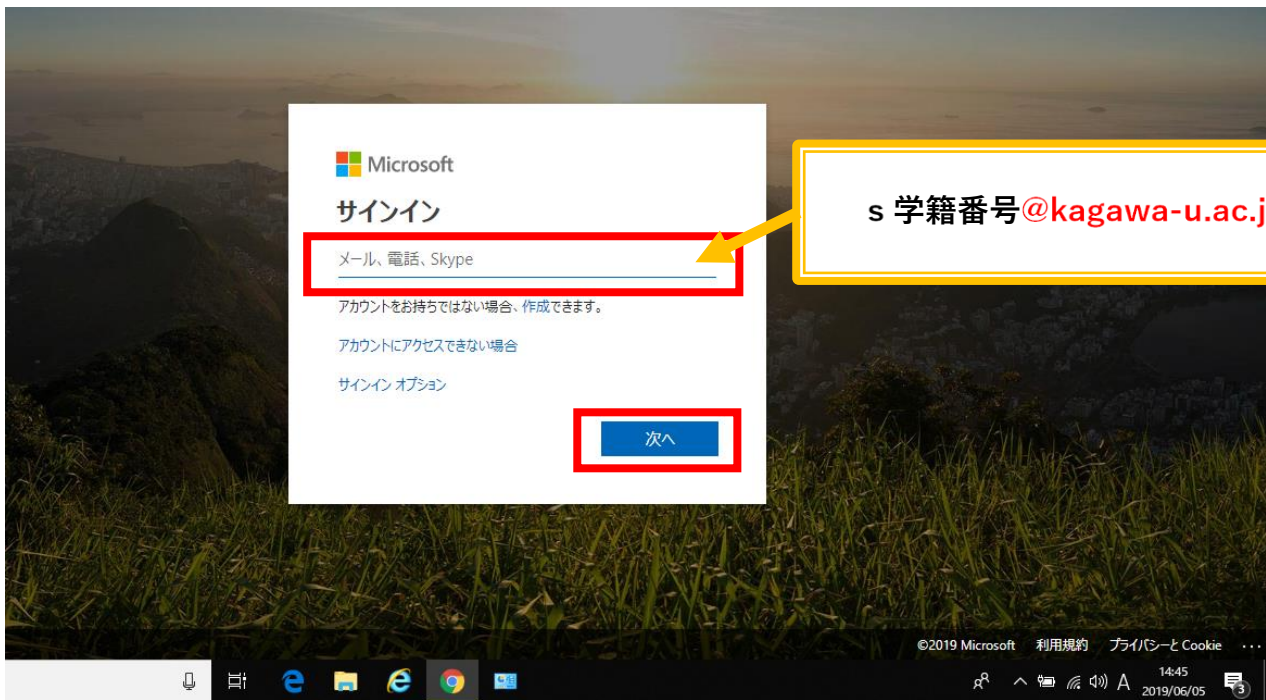 Microsoft
サインイン
メール、電話、Skype
アカウントをお持ちではない場合、作成できます。
アカウントにアクセスできない場合
サインイン オプション
次へ
s 学籍番号@kagawa-u.ac.j
©2019 Microsoft 利用規約 プライバシーと Cookie ...
A 14:45
2019/06/05
3